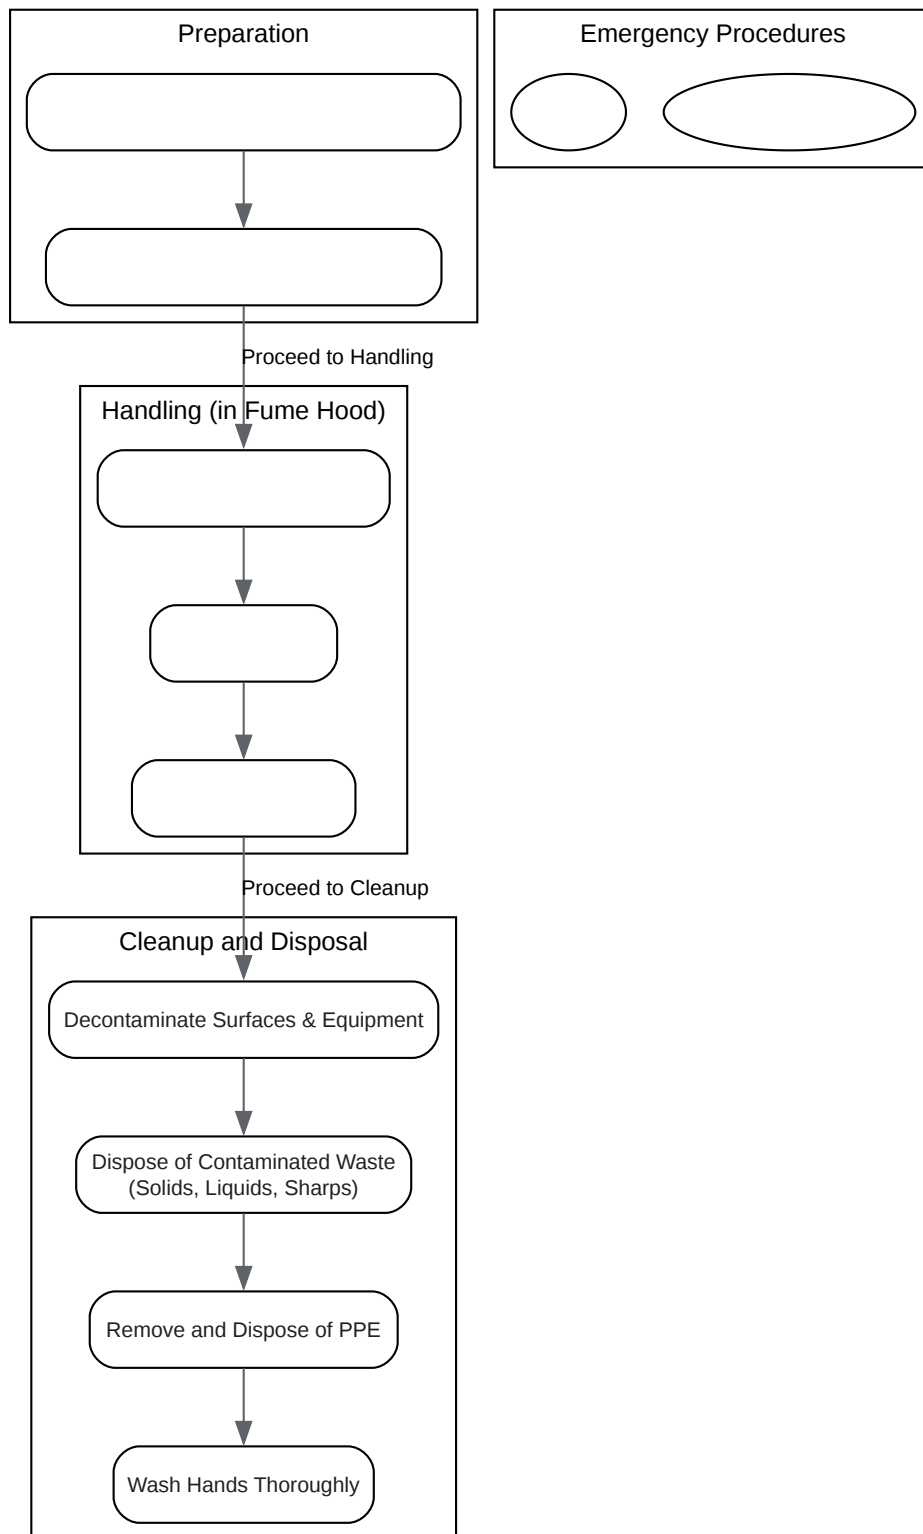 Preparation
Emergency Procedures
Proceed to Handling
Handling (in Fume Hood)
Proceed to Cleanup
Cleanup and Disposal
Decontaminate Surfaces & Equipment
Dispose of Contaminated Waste
(Solids, Liquids, Sharps)
Remove and Dispose of PPE
Wash Hands Thoroughly